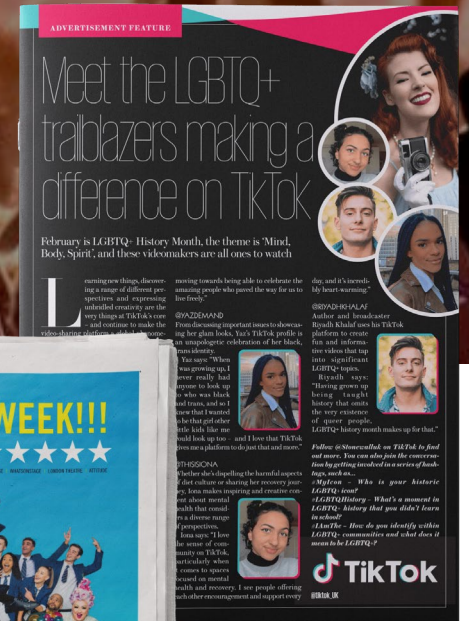 ADVERTISEMENT FEATURE
Meet the LGBTQ+
trailblazers making a
difference on TikTok
February is LGBTQ+ History Month, the theme is 'Mind,
Body, Spirit', and these videomakers are all ones to watch
Learning new things, discover-
ing a range of different per-
spectives and expressing
unbridled creativity are the
very things at TikTok's core
– and continue to make the
video-sharing platform a global
moving towards being able to celebrate the
amazing people who paved the way for us to
live freely."
@YAZDEMAND
From discussing important issues to showcas-
ing her glam looks, Yaz's TikTok profile is
an unapologetic celebration of her black,
trans identity.
Yaz says: "When
I was growing up, I
never really had
anyone to look up
to who was black
and trans, and so I
knew that I wanted
to be that girl other
little kids like me
could look up too – and I love that TikTok
gives me a platform to do just that and more."
@THISISIONA
Whether she's dispelling the harmful aspects
of diet culture or sharing her recovery jour-
ney, Iona makes inspiring and creative con-
tent about mental
health that consid-
ers a diverse range
of perspectives.
Iona says: "I love
the sense of com-
munity on TikTok,
particularly when
it comes to spaces
focused on mental
health and recovery. I see people offering
each other encouragement and support every
day, and it's incredi-
bly heart-warming."
@RIYADHKHALAF
Author and broadcaster
Riyadh Khalaf uses his TikTok
platform to create
fun and informa-
tive videos that tap
into significant
LGBTQ+ topics.
Riyadh says:
"Having grown up
being taught
history that omits
the very existence
of queer people,
LGBTQ+ history month makes up for that."
Follow @Stonewalluk on TikTok to find
out more. You can also join the conversa-
tion by getting involved in a series of hash-
tags, such as...
#MyIcon – Who is your historic
LGBTQ+ icon?
#LGBTQHistory – What's a moment in
LGBTQ+ history that you didn't learn
in school?
#IAmThe – How do you identify within
LGBTQ+ communities and what does it
mean to be LGBTQ+?
TikTok
@tiktok_UK
WEEK!!!
WHATSONSTAGE LONDON THEATRE ATTITUDE